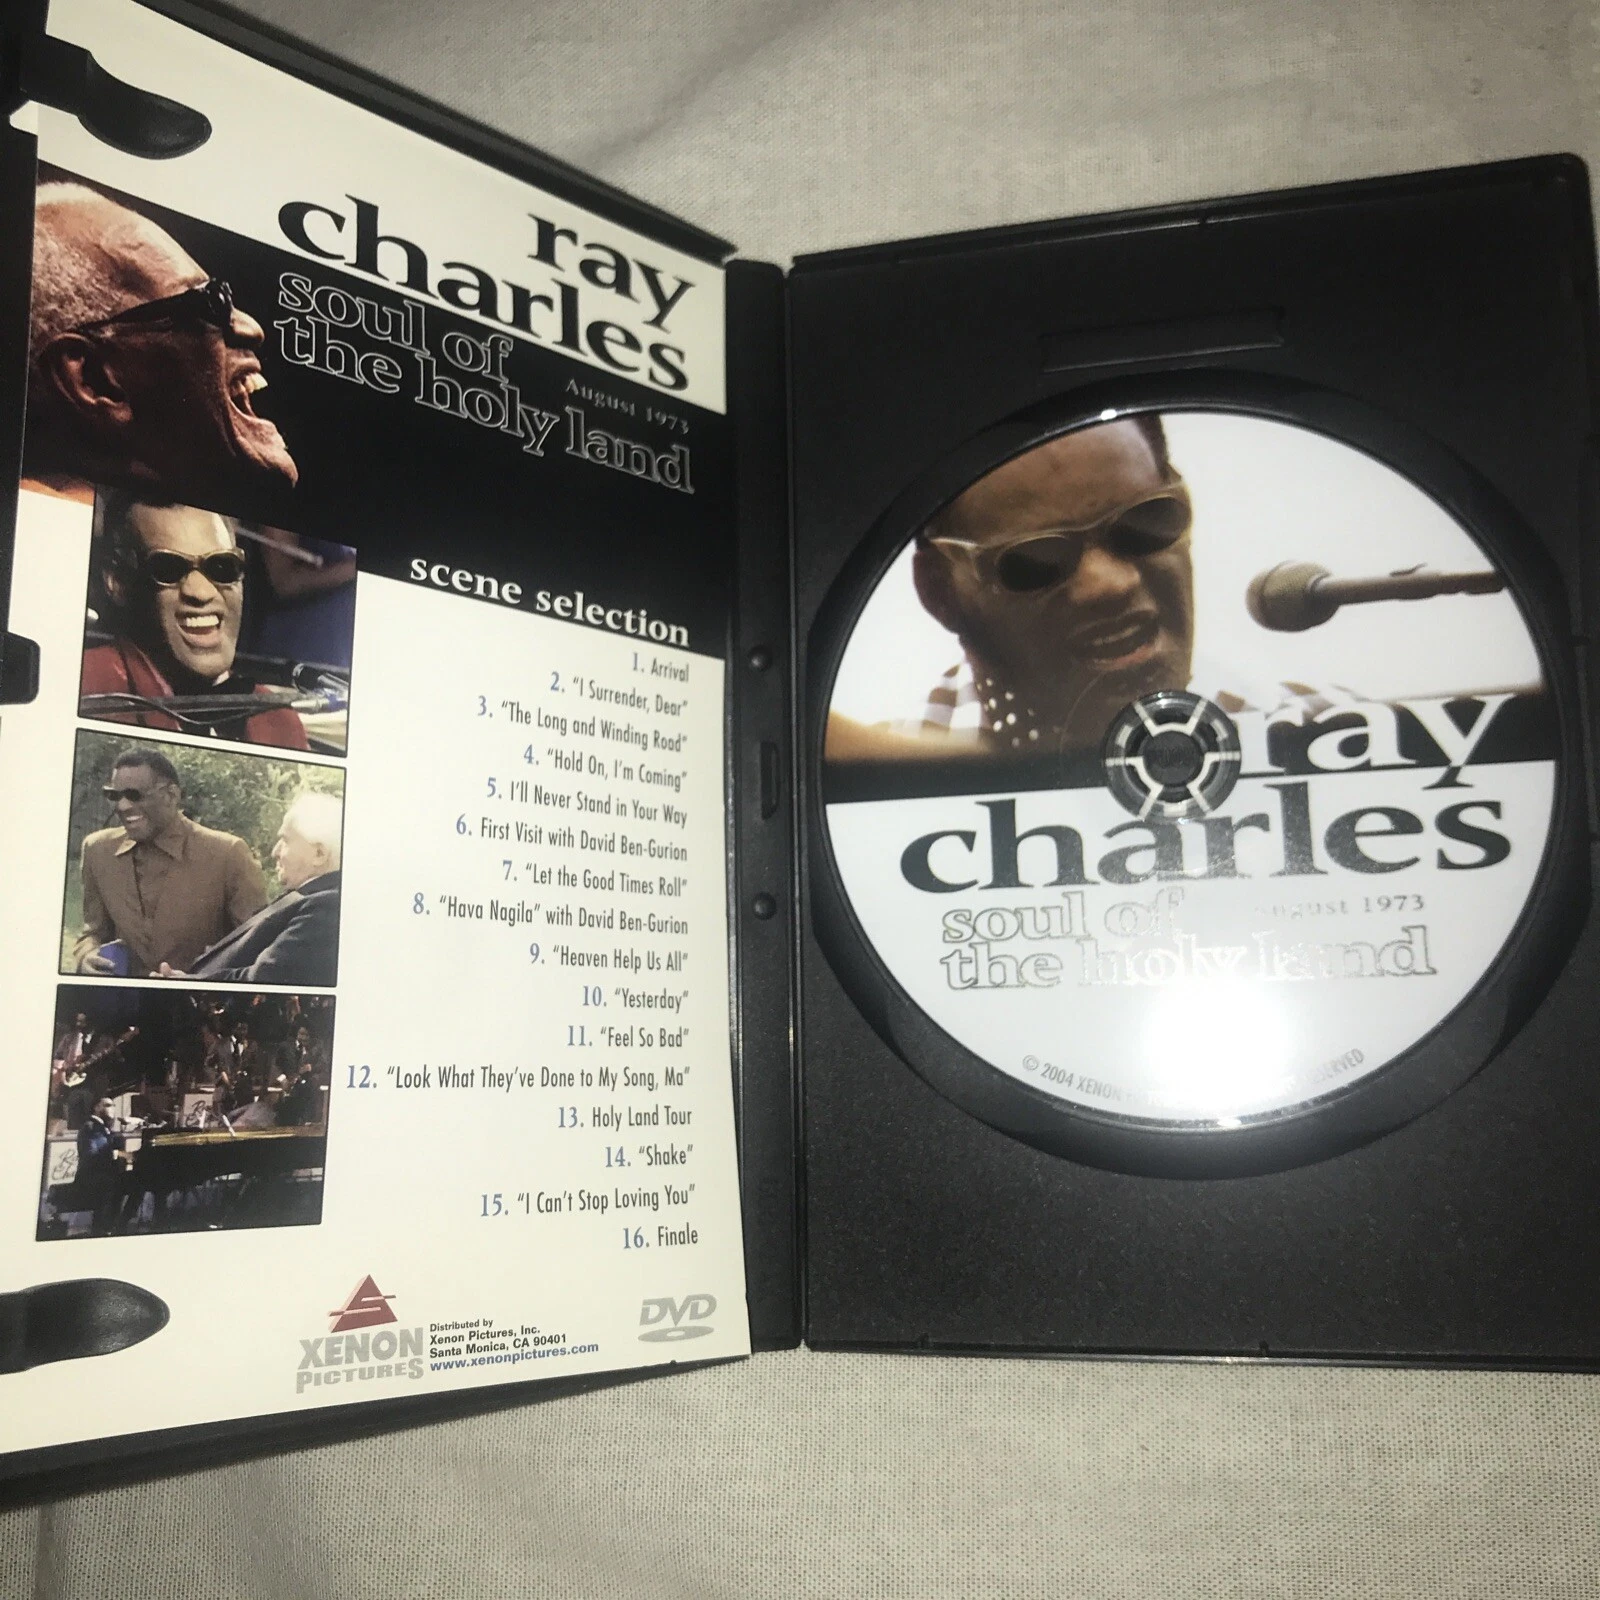 ray
charles
soul of
August 1973
the holy land
scene selection
1. Arrival
2. "I Surrender, Dear"
3. "The Long and Winding Road"
4. "Hold On, I'm Coming"
5. I'll Never Stand in Your Way
6. First Visit with David Ben-Gurion
7. "Let the Good Times Roll"
8. "Hava Nagila" with David Ben-Gurion
9. "Heaven Help Us All"
10. "Yesterday"
11. "Feel So Bad"
12. "Look What They've Done to My Song, Ma"
13. Holy Land Tour
14. "Shake"
15. "I Can't Stop Loving You"
16. Finale
XENON
PICTURES
Distributed by
Xenon Pictures, Inc.
Santa Monica, CA 90401
www.xenonpictures.com
DVD
ray
charles
soul of
August 1973
the holy land
© 2004 XENON